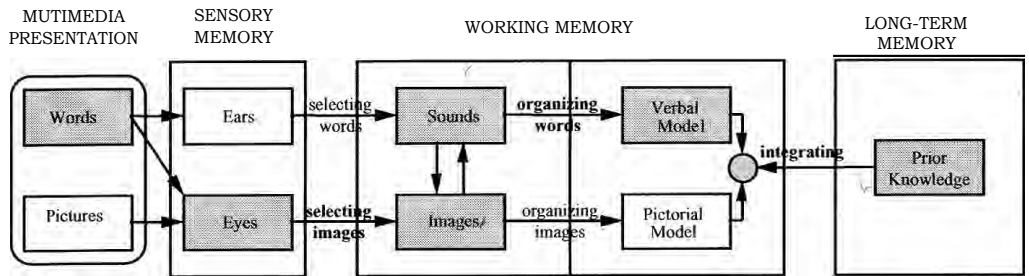 MUTIMEDIA
PRESENTATION
SENSORY
MEMORY
WORKING MEMORY
LONG-TERM
MEMORY
Words
Ears
selecting
words
Sounds
organizing
words
Verbal
Model
integrating
Prior
Knowledge
Pictures
Eyes
selecting
images
Images
organizing
images
Pictorial
Model